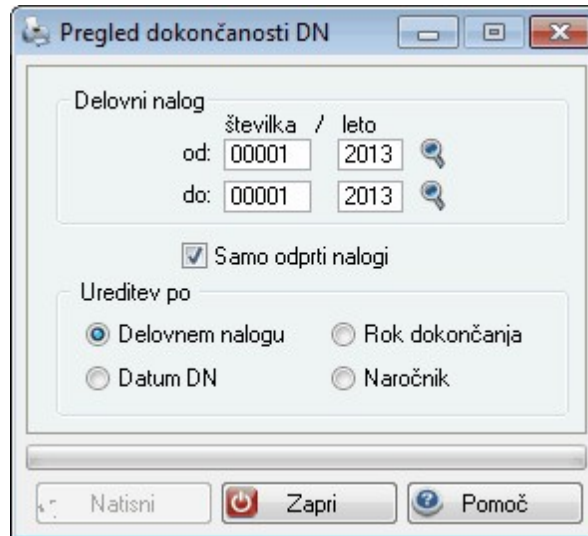 Pregled dokončanosti DN
Delovni nalog
številka / leto
od: 00001 2013
do: 00001 2013
Samo odprti nalogi
Ureditev po
Delovnem nalogu Rok dokončanja
Datum DN Naročnik
Natisni Zapri Pomoč